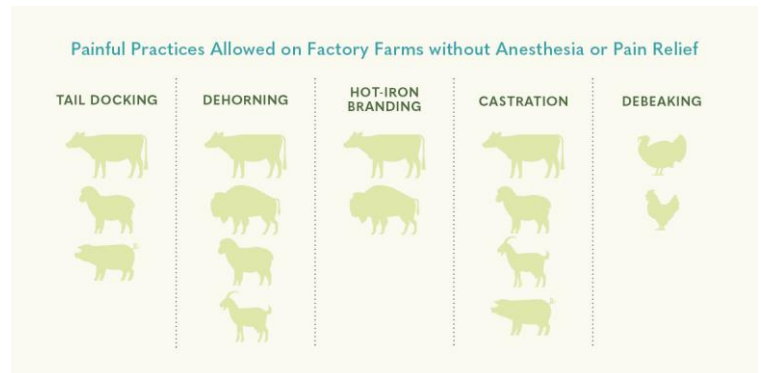 Painful Practices Allowed on Factory Farms without Anesthesia or Pain Relief
TAIL DOCKING
DEHORNING
HOT-IRON
BRANDING
CASTRATION
DEBEAKING